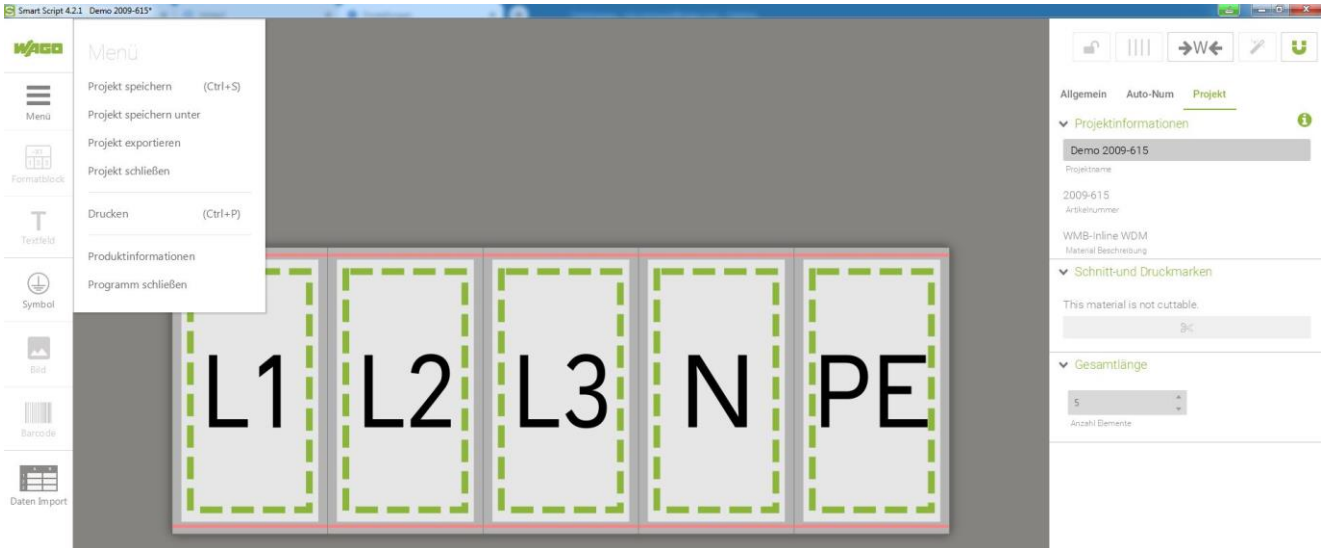 Smart Script 4.2.1 Demo 2009-615*
WAGO
Menü
Formatblock
Textfeld
Symbol
Bild
Barcode
Daten Import
Menü
Projekt speichern (Ctrl+S)
Projekt speichern unter
Projekt exportieren
Projekt schließen
Drucken (Ctrl+P)
Produktinformationen
Programm schließen
L1 L2 L3 N PE
W
Allgemein Auto-Num Projekt
Projektinformationen
Demo 2009-615
Projektname
2009-615
Artikelnummer
WMB-Inline WDM
Material Beschreibung
Schnitt-und Druckmarken
This material is not cuttable.
Gesamtlänge
5
Anzahl Elemente